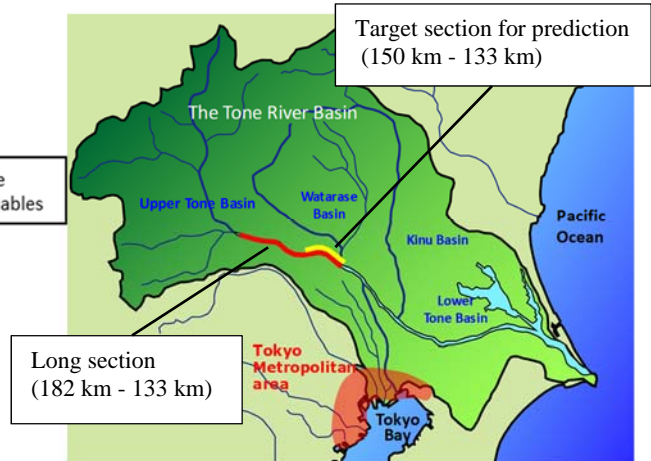 Target section for prediction
(150 km - 133 km)
The Tone River Basin
e
ables
Upper Tone Basin
Watarase
Basin
Pacific
Ocean
Kinu Basin
Lower
Tone Basin
Long section
(182 km - 133 km)
Tokyo
Metropolitan
area
Tokyo
Bay